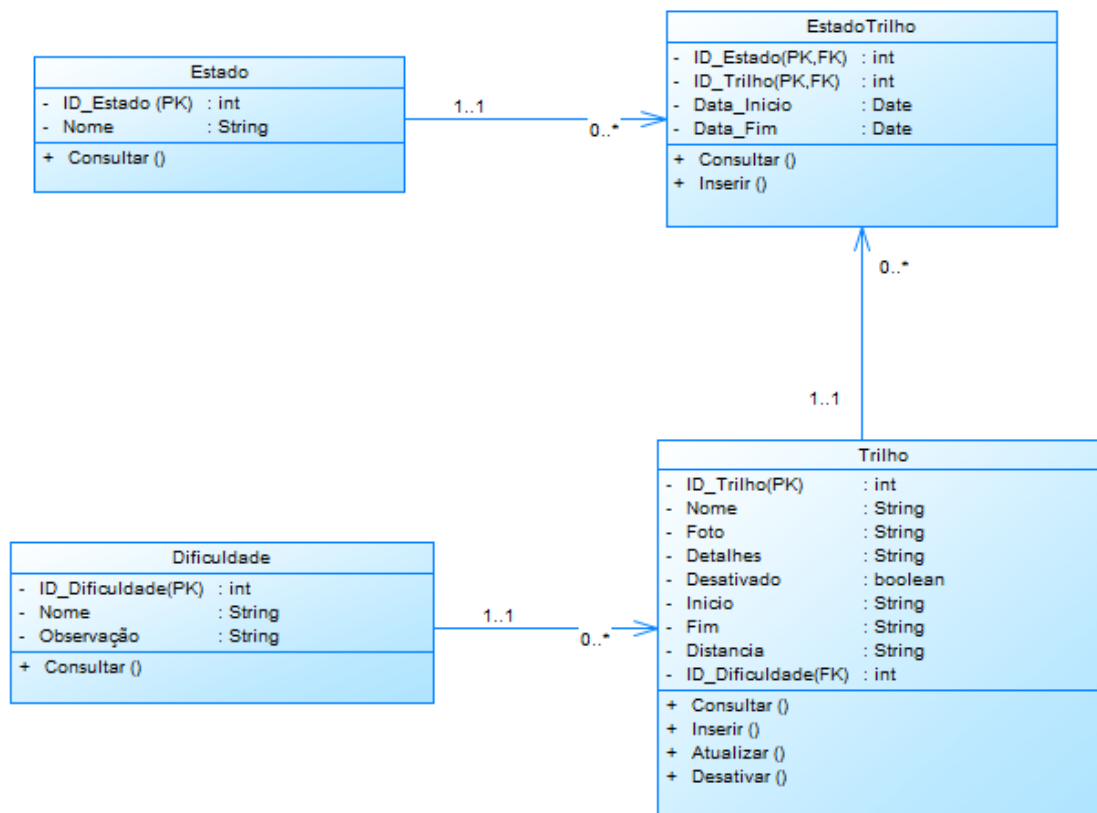 Estado
- ID_Estado (PK) : int
- Nome : String
+ Consultar ()
1..1
0..*
EstadoTrilho
- ID_Estado(PK,FK) : int
- ID_Trilho(PK,FK) : int
- Data_Inicio : Date
- Data_Fim : Date
+ Consultar ()
+ Inserir ()
0..*
1..1
Dificuldade
- ID_Dificuldade(PK) : int
- Nome : String
- Observação : String
+ Consultar ()
1..1
0..*
Trilho
- ID_Trilho(PK) : int
- Nome : String
- Foto : String
- Detalhes : String
- Desativado : boolean
- Inicio : String
- Fim : String
- Distancia : String
- ID_Dificuldade(FK) : int
+ Consultar ()
+ Inserir ()
+ Atualizar ()
+ Desativar ()